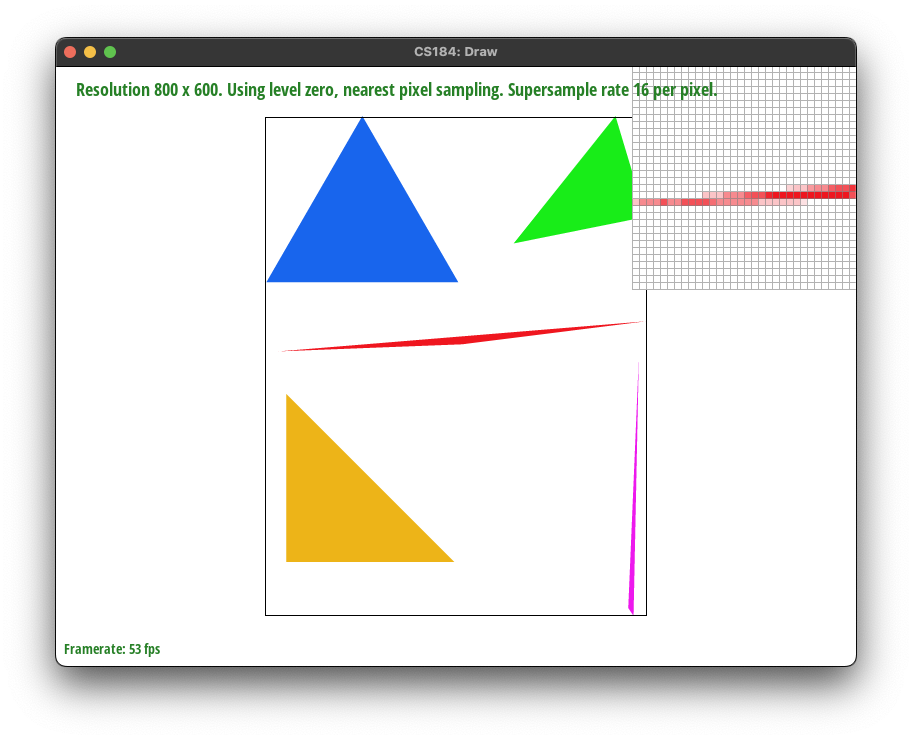 CS184: Draw
Resolution 800 x 600. Using level zero, nearest pixel sampling. Supersample rate 16 per pixel.
Framerate: 53 fps